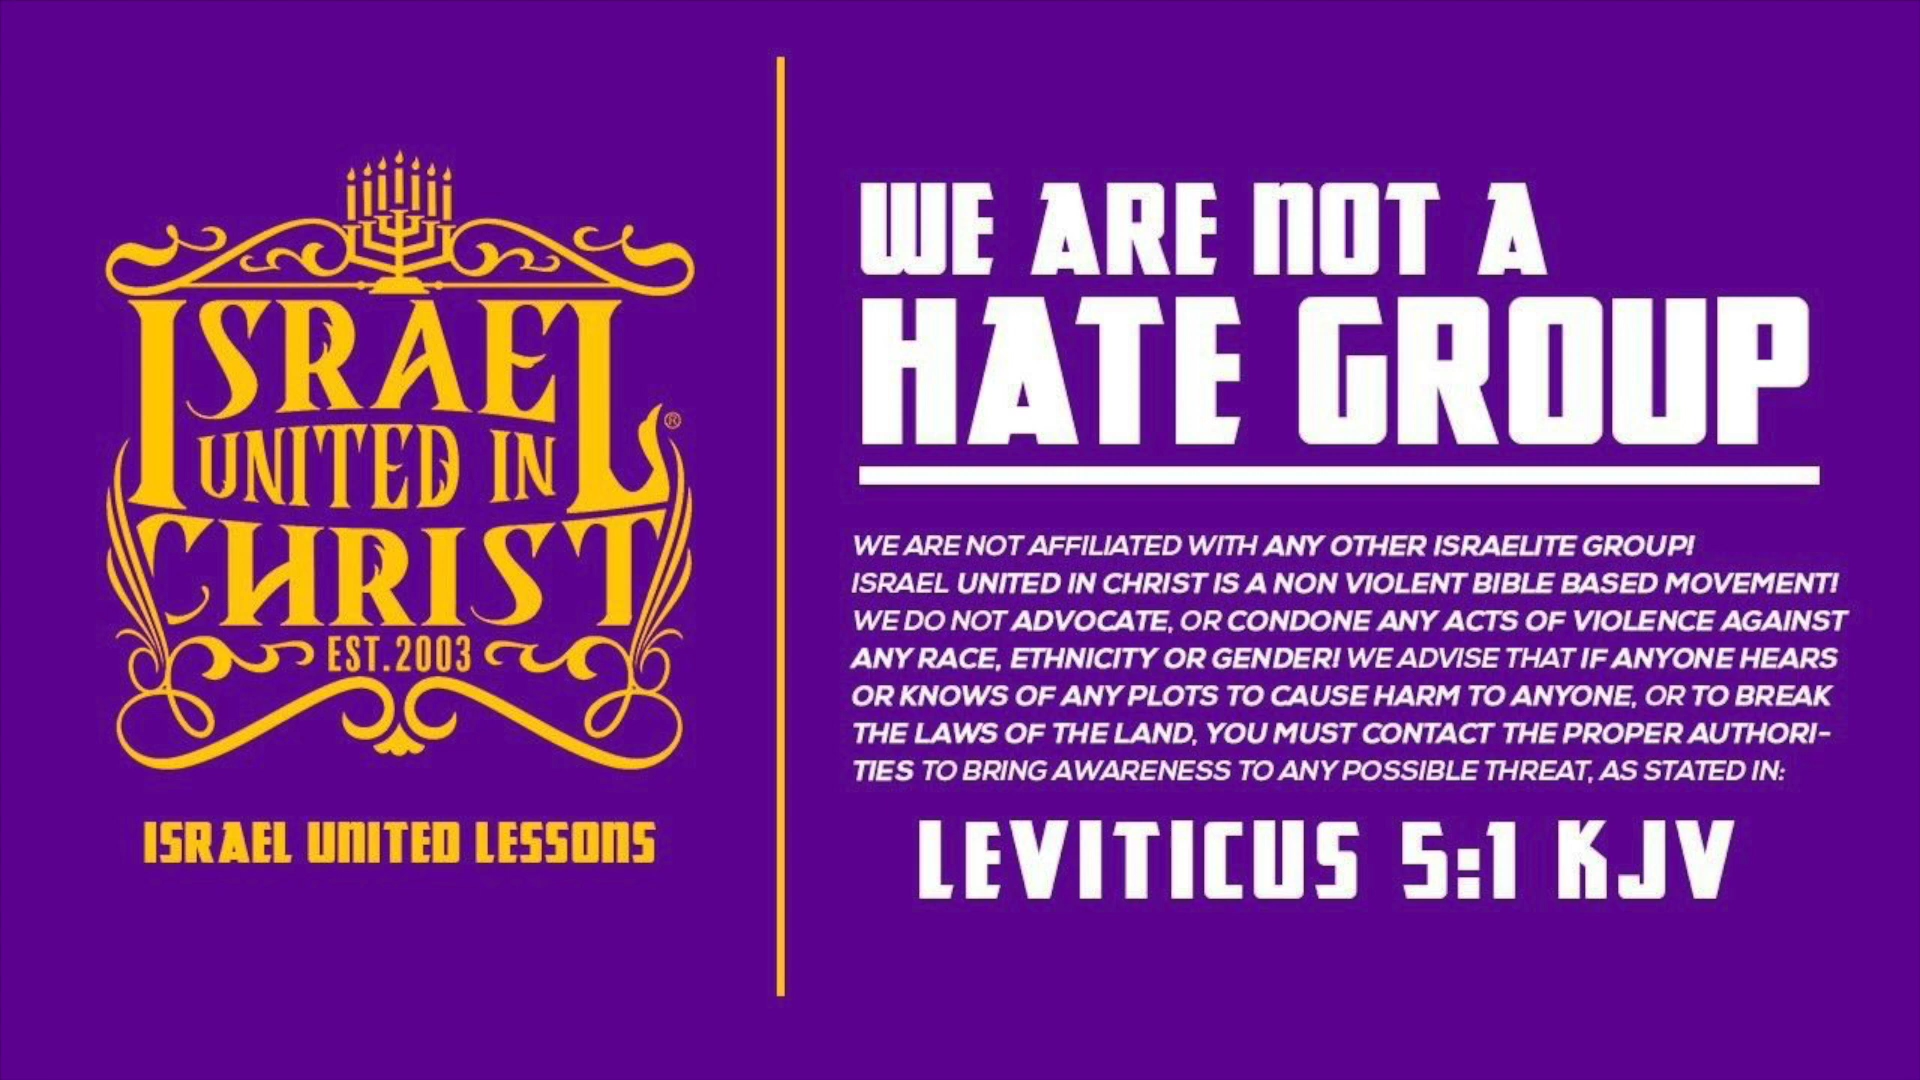 ISRAEL
UNITED IN
CHRIST
®
EST.2003
ISRAEL UNITED LESSONS
WE ARE NOT A
HATE GROUP
WE ARE NOT AFFILIATED WITH ANY OTHER ISRAELITE GROUP!
ISRAEL UNITED IN CHRIST IS A NON VIOLENT BIBLE BASED MOVEMENT!
WE DO NOT ADVOCATE, OR CONDONE ANY ACTS OF VIOLENCE AGAINST
ANY RACE, ETHNICITY OR GENDER! WE ADVISE THAT IF ANYONE HEARS
OR KNOWS OF ANY PLOTS TO CAUSE HARM TO ANYONE, OR TO BREAK
THE LAWS OF THE LAND, YOU MUST CONTACT THE PROPER AUTHORI-
TIES TO BRING AWARENESS TO ANY POSSIBLE THREAT, AS STATED IN:
LEVITICUS 5:1 KJV